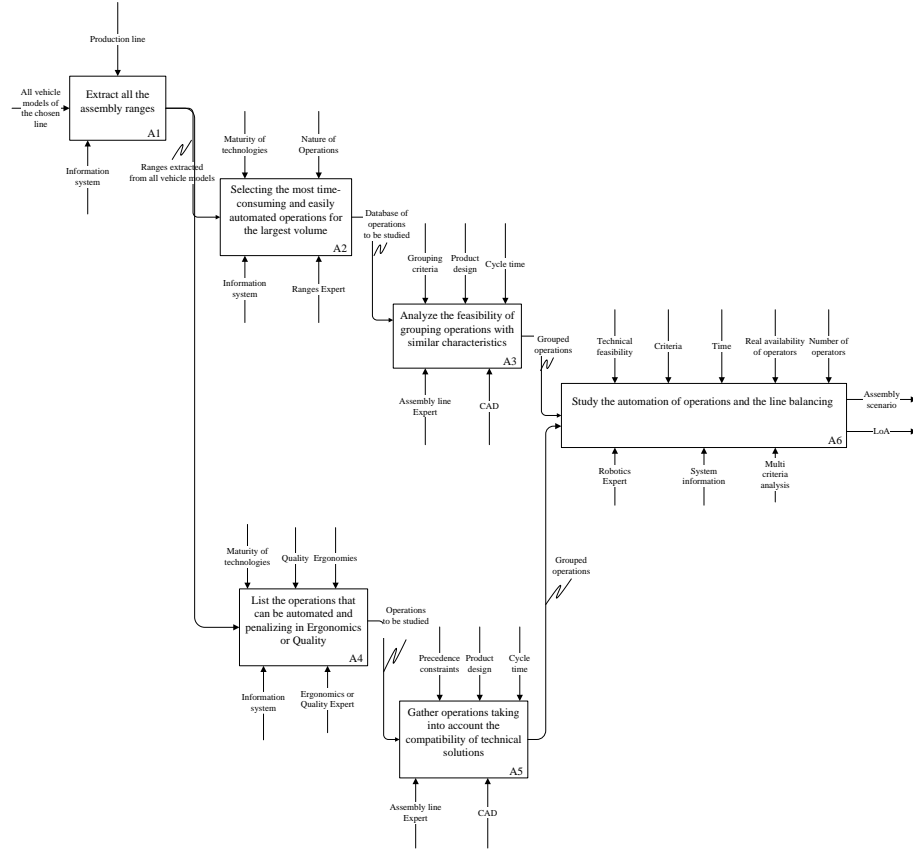 Production line
All vehicle
models of
the chosen
line
Extract all the
assembly ranges
A1
Information
system
Ranges extracted
from all vehicle models
Maturity of
technologies
Nature of
Operations
Selecting the most time-
consuming and easily
automated operations for
the largest volume
A2
Information
system
Ranges Expert
Database of
operations
to be studied
Grouping
criteria
Product
design
Cycle time
Analyze the feasibility of
grouping operations with
similar characteristics
A3
Assembly line
Expert
CAD
Grouped
operations
Technical
feasibility
Criteria
Time
Real availability
of operators
Number of
operators
Study the automation of operations and the line balancing
A6
Assembly
scenario
LoA
Robotics
Expert
System
information
Multi
criteria
analysis
Maturity of
technologies
Quality
Ergonomies
List the operations that
can be automated and
penalizing in Ergonomics
or Quality
A4
Information
system
Ergonomics or
Quality Expert
Operations
to be studied
Precedence
constraints
Product
design
Cycle
time
Gather operations taking
into account the
compatibility of technical
solutions
A5
Assembly line
Expert
CAD
Grouped
operations